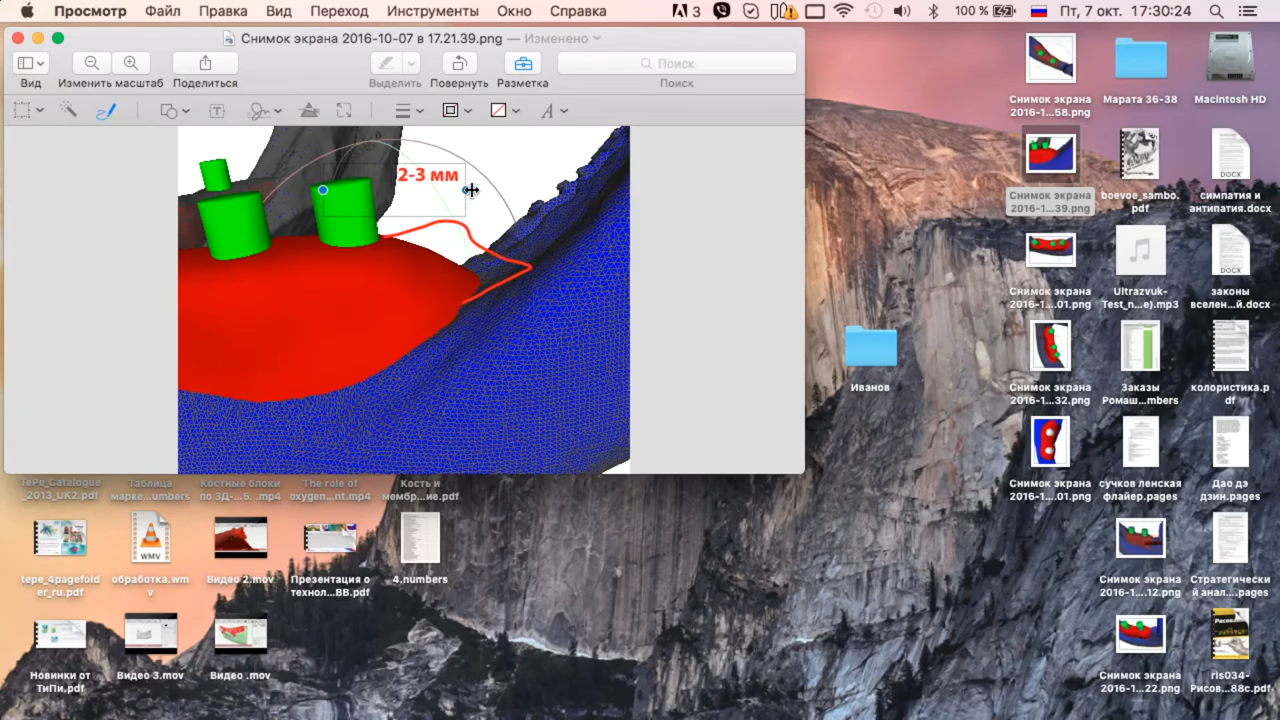 Просмотр Файл Правка Вид Переход Инструменты Окно Справка 3 100 % Пт, 7 окт. 17:30:24
Снимок экрана 2016-10-07 в 17.21.39.png — Изменено
Поиск
Вид Изменить масштаб Поделиться Выделить Повернуть Разметка Поиск
T A
2-3 мм
Снимок экрана
2016-1...58.png
Марата 36-38
Macintosh HD
Снимок экрана
2016-1...39.png
boevoe_sambo.
pdf
DOCX
симпатия и
антипатия.docx
Снимок экрана
2016-1....01.png
Ultrazvuk-
Test_n...e).mp3
DOCX
законы
вселен...й.docx
Иванов
Снимок экрана
2016-1...32.png
Заказы
Ромаш...mbers
колористика.p
df
Снимок экрана
2016-1....01.png
сучков ленская
флайер.pages
Дао дэ
дзин.pages
TePe_Catalogue
_2013_UK2.pdf
Таблица
марке...umbers
Костные блоки
по 3Д-...5. .mp4
The role of
oxygen...nt.mp4
Кость и
мембр...ие.pdf
tepe_4pagefold
er_ru.pdf
WMV
обработка.wm
v
Видео 2.mov
Презентация о
технол...ВВ.pdf
4.numbers
Снимок экрана
2016-1....12.png
Стратегически
й анал....pages
Новинки от
ТиПи.pdf
Видео 3.mov
Видео .mov
Снимок экрана
2016-1...22.png
ris034-
Рисов...88c.pdf